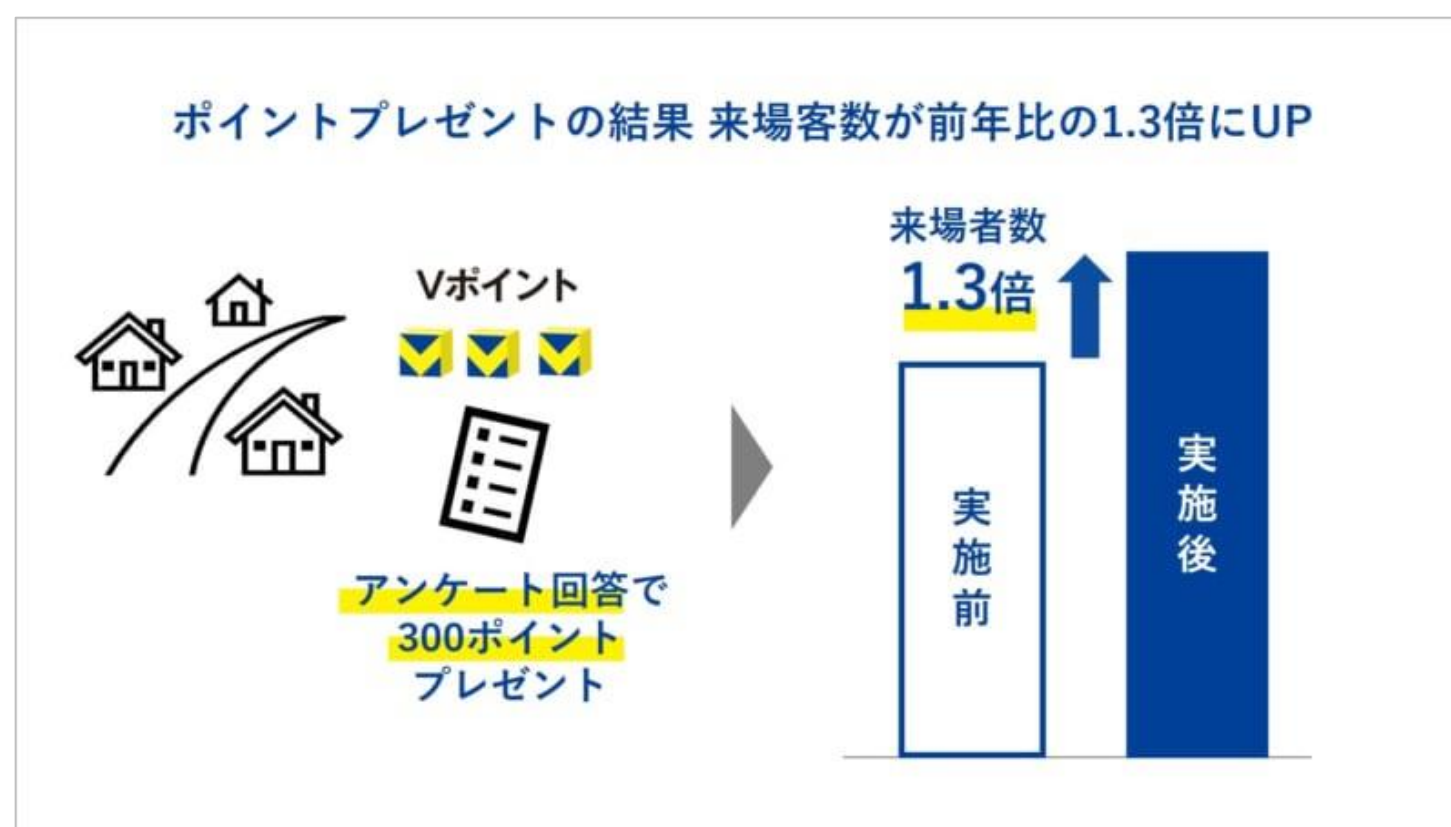 ポイントプレゼントの結果 来場客数が前年比の1.3倍にUP
Vポイント
アンケート回答で
300ポイント
プレゼント
来場者数
1.3倍
実施前
実施後